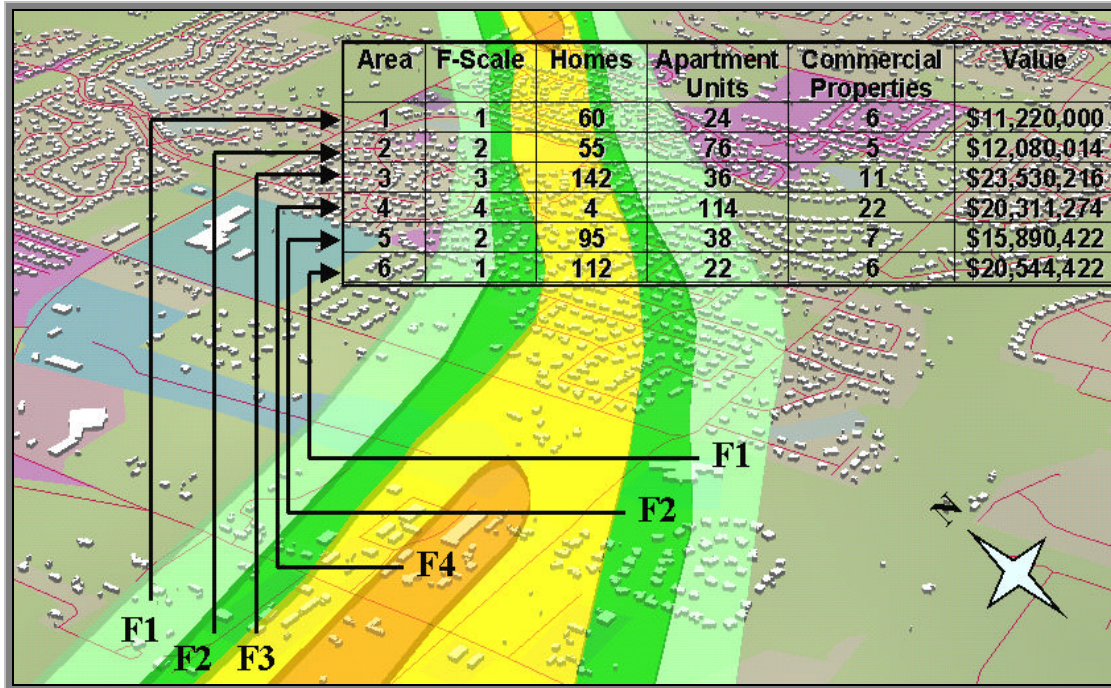 Area F-Scale Homes Apartment Units Commercial Properties Value
1 1 60 24 6 $11,220,000
2 2 55 76 5 $12,080,014
3 3 142 36 11 $23,530,216
4 4 4 114 22 $20,311,274
5 2 95 38 7 $15,890,422
6 1 112 22 6 $20,544,422
F1
F2
N
F4
F1
F2 F3